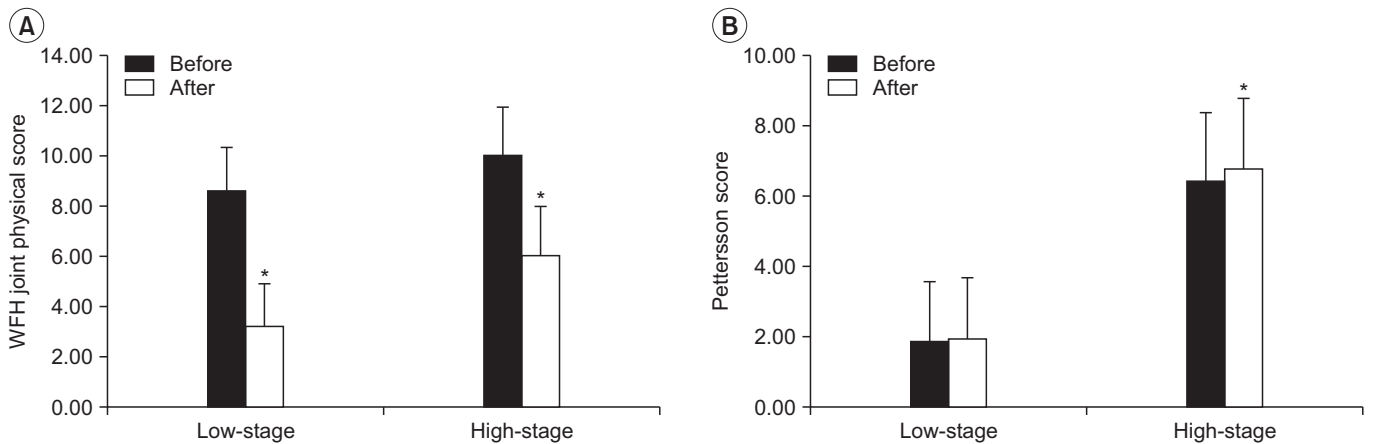 A
14.00
12.00
10.00
8.00
6.00
4.00
2.00
0.00
WFH joint physical score
Before
After
*
*
Low-stage
High-stage
B
10.00
8.00
6.00
4.00
2.00
0.00
Pettersson score
Before
After
*
Low-stage
High-stage